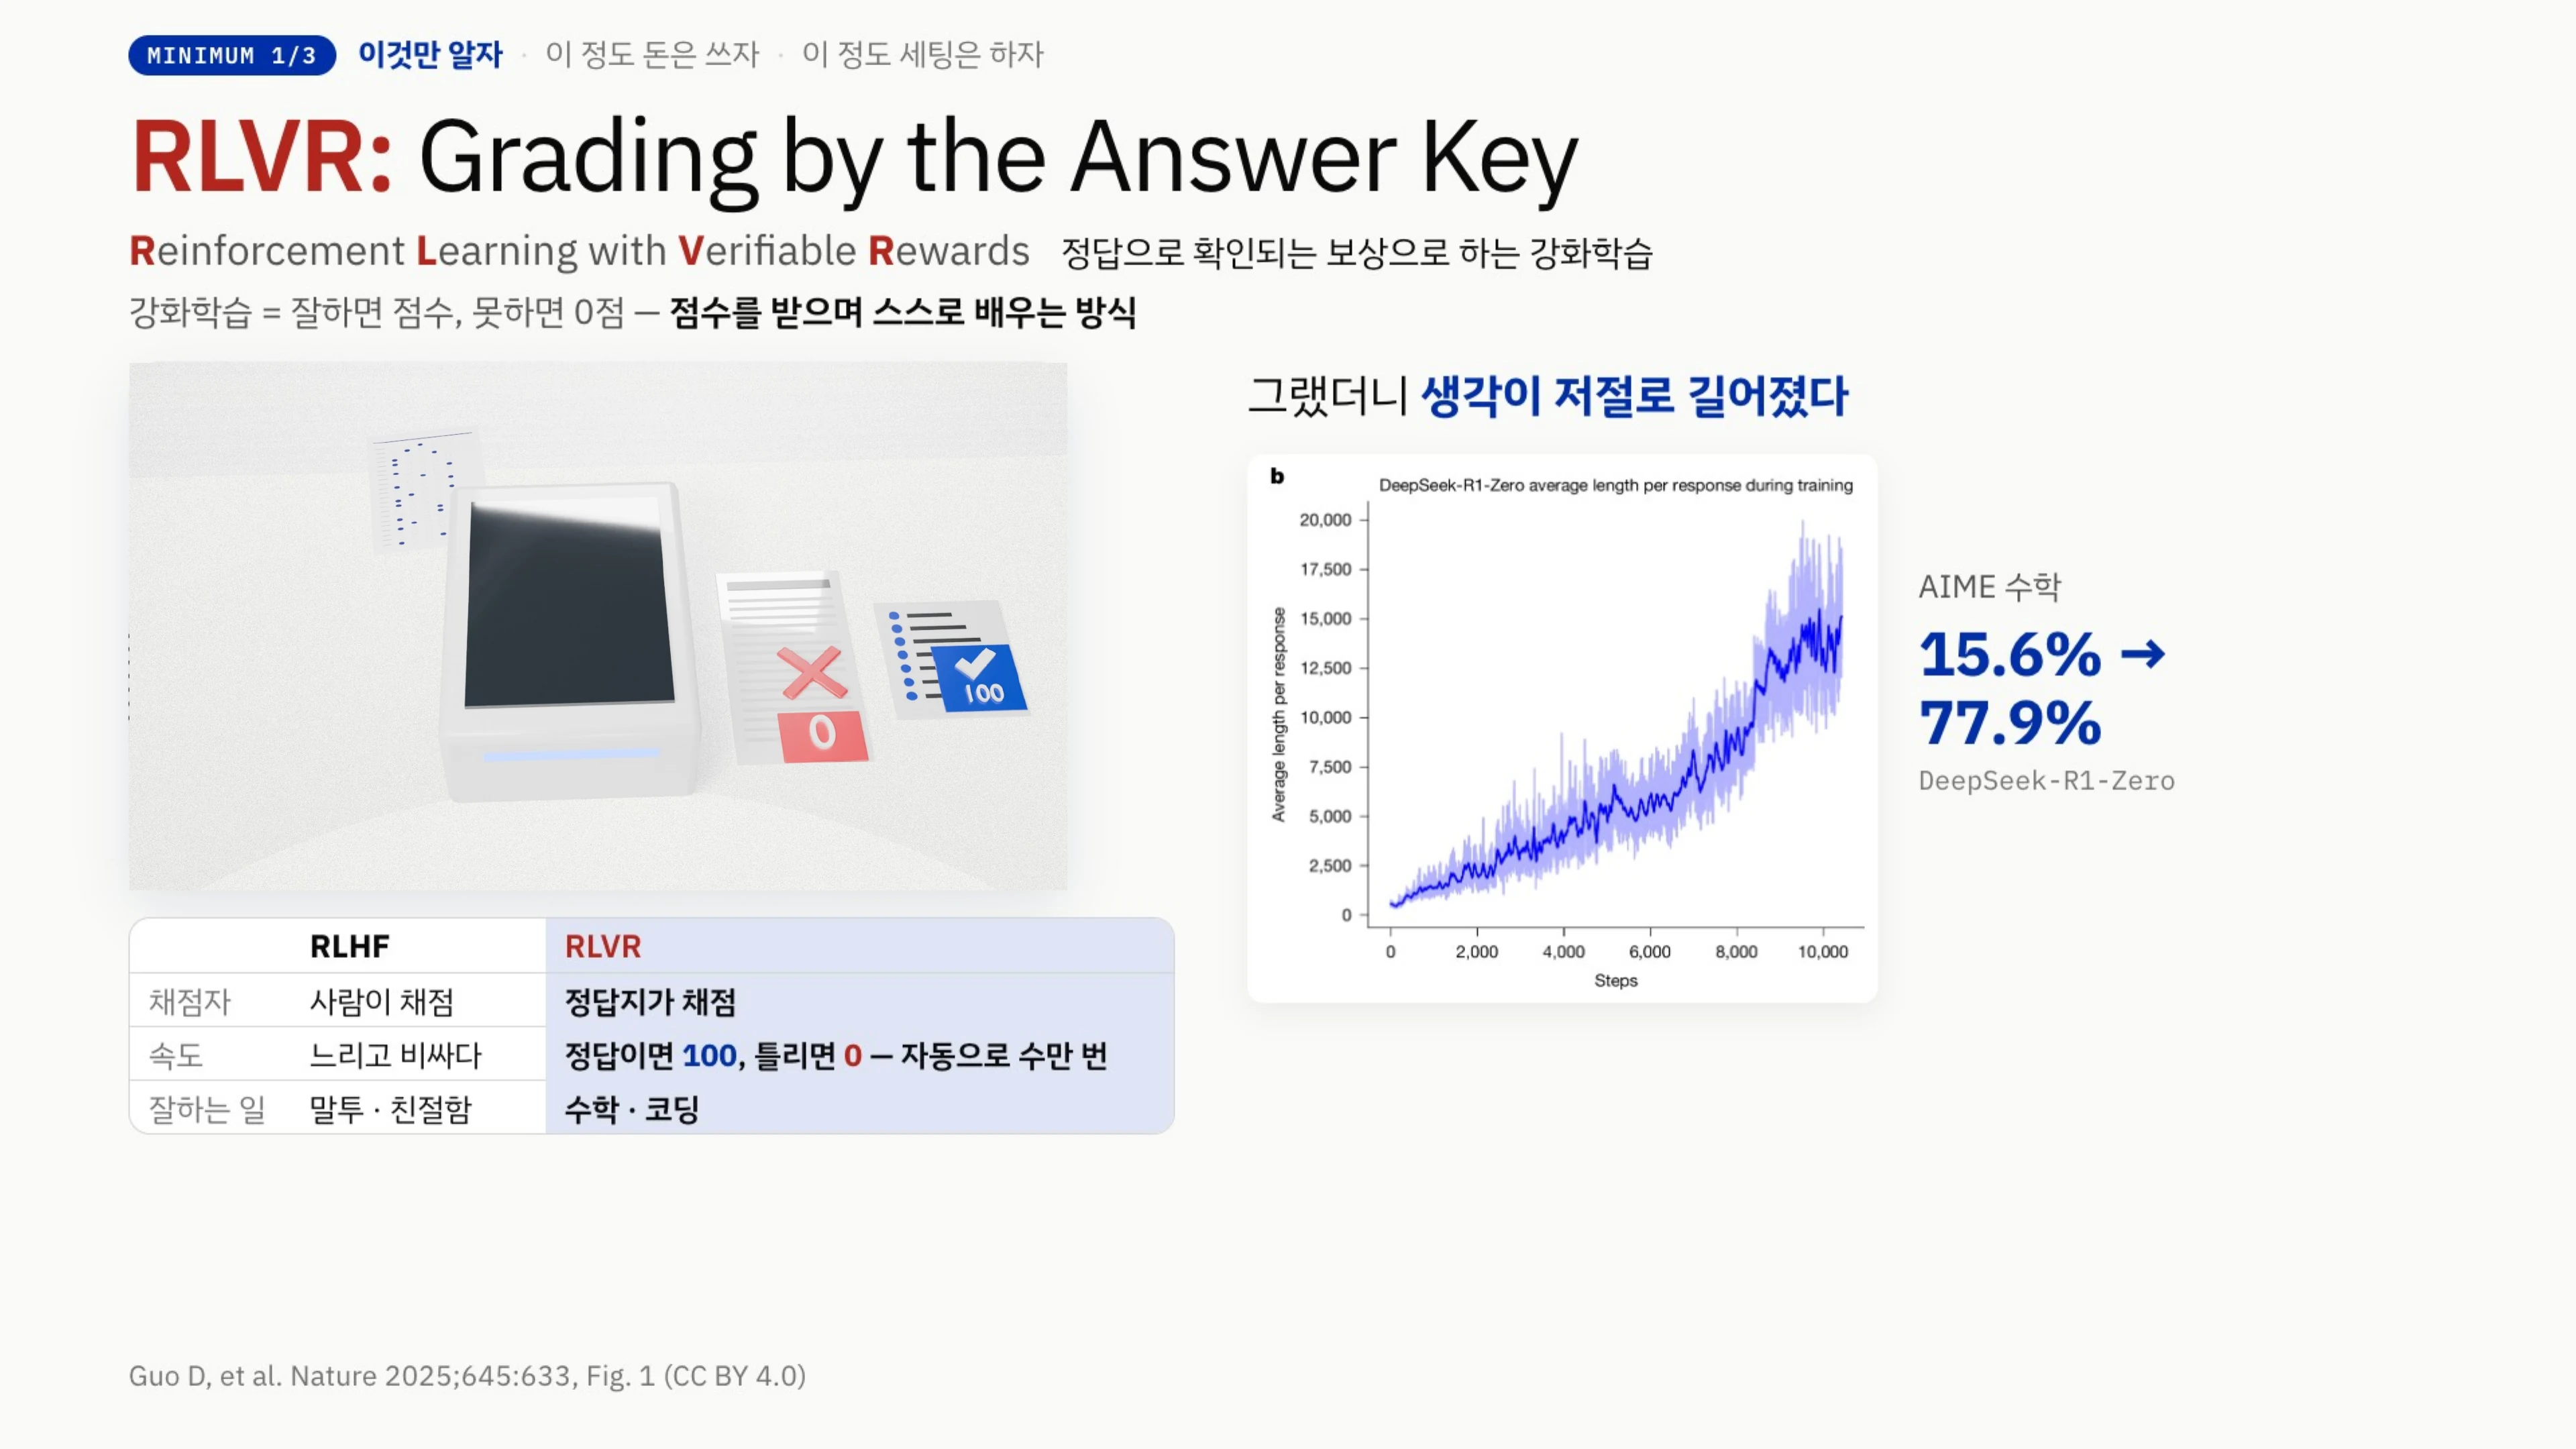 MINIMUM 1/3 이것만 알자 · 이 정도 돈은 쓰자 · 이 정도 세팅은 하자
RLVR: Grading by the Answer Key
Reinforcement Learning with Verifiable Rewards 정답으로 확인되는 보상으로 하는 강화학습
강화학습 = 잘하면 점수, 못하면 0점 — 점수를 받으며 스스로 배우는 방식
0
100
RLHF RLVR
채점자 사람이 채점 정답지가 채점
속도 느리고 비싸다 정답이면 100, 틀리면 0 — 자동으로 수만 번
잘하는 일 말투 · 친절함 수학 · 코딩
그랬더니 생각이 저절로 길어졌다
b
DeepSeek-R1-Zero average length per response during training
Average length per response
20,000
17,500
15,000
12,500
10,000
7,500
5,000
2,500
0
0 2,000 4,000 6,000 8,000 10,000
Steps
AIME 수학
15.6% →
77.9%
DeepSeek-R1-Zero
Guo D, et al. Nature 2025;645:633, Fig. 1 (CC BY 4.0)